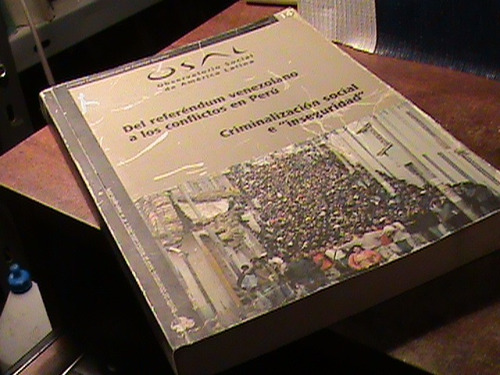 OSAL
Observatorio Social
de América Latina
Del referéndum venezolano
a los conflictos en Perú
Criminalización social
e "inseguridad"